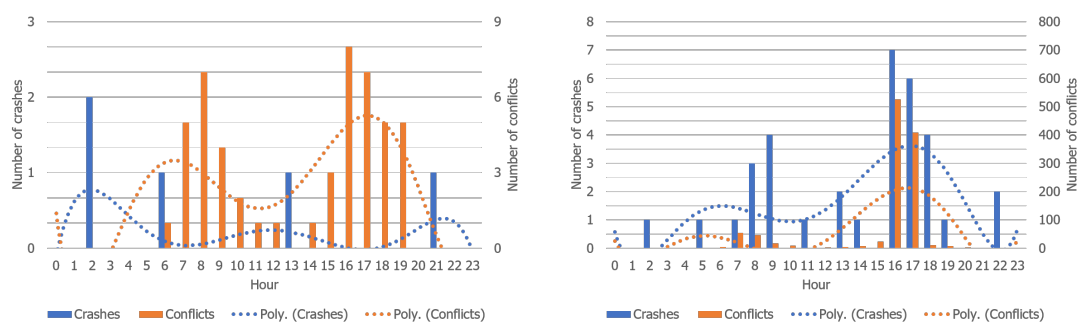 3 9
2 6
1 3
0 0
Number of crashes
Number of conflicts
0 1 2 3 4 5 6 7 8 9 10 11 12 13 14 15 16 17 18 19 20 21 22 23
Hour
Crashes Conflicts Poly. (Crashes) Poly. (Conflicts)
8 800
7 700
6 600
5 500
4 400
3 300
2 200
1 100
0 0
Number of crashes
Number of conflicts
0 1 2 3 4 5 6 7 8 9 10 11 12 13 14 15 16 17 18 19 20 21 22 23
Hour
Crashes Conflicts Poly. (Crashes) Poly. (Conflicts)